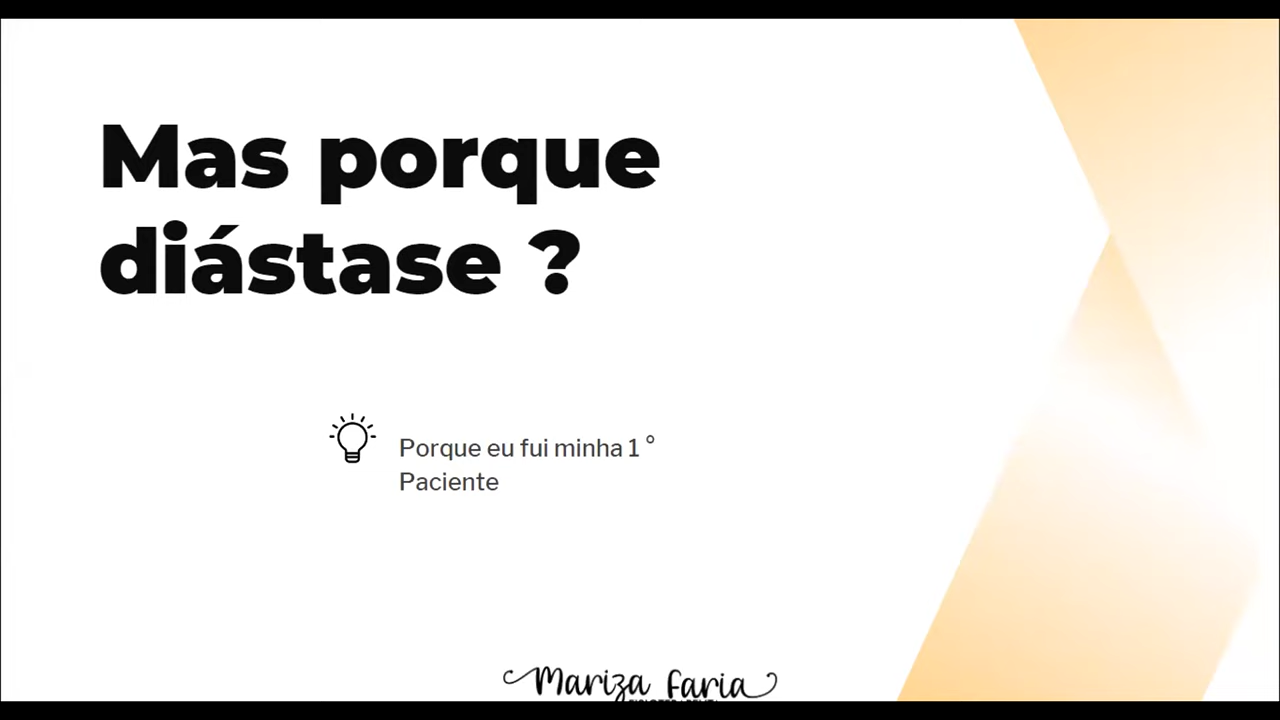 Mas porque
diástase ?
Porque eu fui minha 1 °
Paciente
Mariza Faria